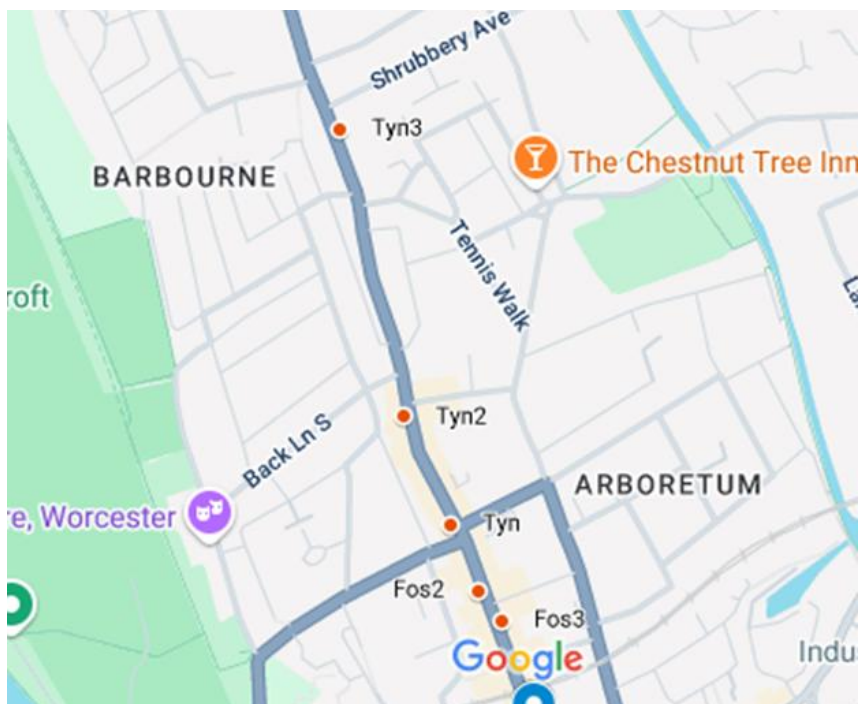 Shrubbery Ave
Tyn3
The Chestnut Tree Inn
BARBOURNE
Tennis Walk
roft
La
Tyn2
Back Ln S
ARBORETUM
re, Worcester
Tyn
Fos2
Fos3
Google
Indu